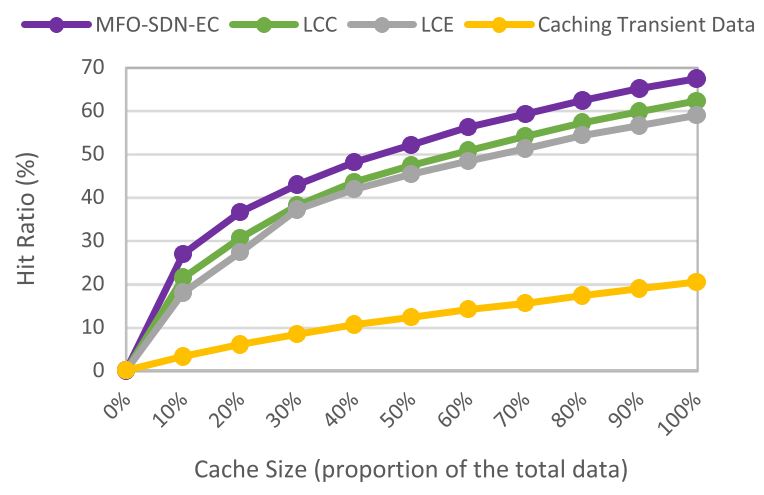 MFO-SDN-EC LCC LCE Caching Transient Data
70
60
50
40
30
20
10
0
Hit Ratio (%)
0% 10% 20% 30% 40% 50% 60% 70% 80% 90% 100%
Cache Size (proportion of the total data)